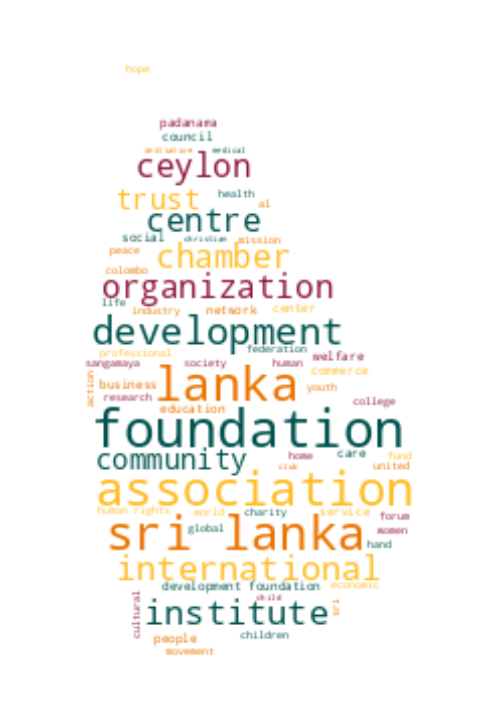 hope
padanama
council
initiative medical
ceylon
trust health
al
centre
social christian mission
peace chamber
colombo
organization
life
industry network center
development
professional federation
sangamaya society human welfare
action business lanka commerce
research youth
education college
foundation
community home care fund
club united
association
human rights world charity service
forum
sri lanka global women
hand
international
development foundation economic
child
cultural institute sri
people children
movement